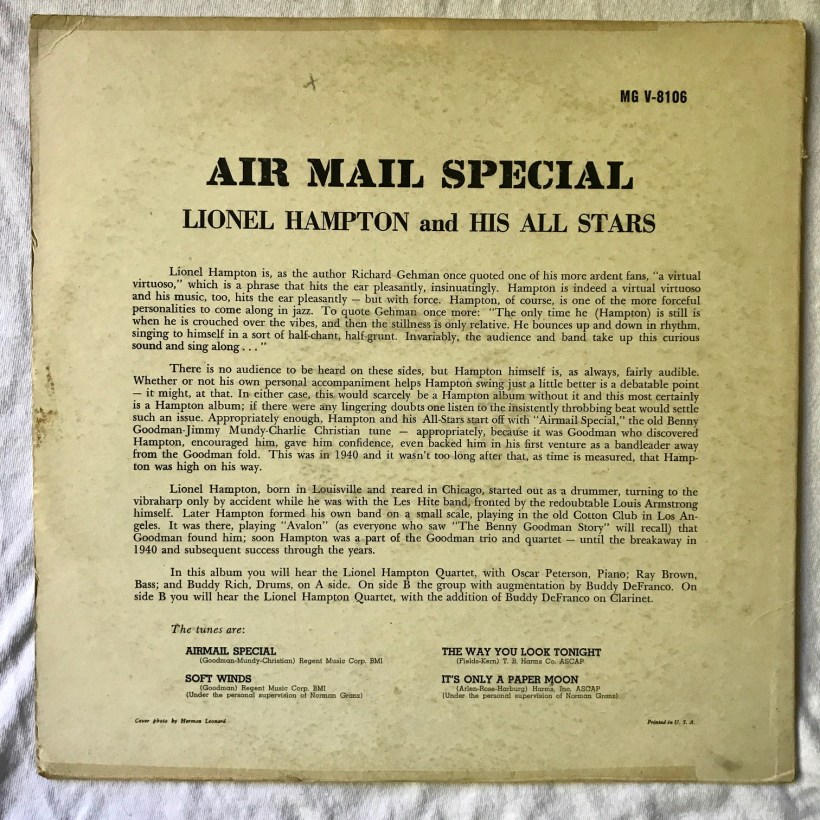 MG V-8106
AIR MAIL SPECIAL
LIONEL HAMPTON and HIS ALL STARS
Lionel Hampton is, as the author Richard Gehman once quoted one of his more ardent fans, "a virtual
virtuoso," which is a phrase that hits the ear pleasantly, insinuatingly. Hampton is indeed a virtual virtuoso
and his music, too, hits the ear pleasantly — but with force. Hampton, of course, is one of the more forceful
personalities to come along in jazz. To quote Gehman once more: "The only time he (Hampton) is still is
when he is crouched over the vibes, and then the stillness is only relative. He bounces up and down in rhythm,
singing to himself in a sort of half-chant, half-grunt. Invariably, the audience and band take up this curious
sound and sing along . . . "
There is no audience to be heard on these sides, but Hampton himself is, as always, fairly audible.
Whether or not his own personal accompaniment helps Hampton swing just a little better is a debatable point
— it might, at that. In either case, this would scarcely be a Hampton album without it and this most certainly
is a Hampton album; if there were any lingering doubts one listen to the insistently throbbing beat would settle
such an issue. Appropriately enough, Hampton and his All-Stars start off with "Airmail Special," the old Benny
Goodman-Jimmy Mundy-Charlie Christian tune — appropriately, because it was Goodman who discovered
Hampton, encouraged him, gave him confidence, even backed him in his first venture as a bandleader away
from the Goodman fold. This was in 1940 and it wasn't too long after that, as time is measured, that Hamp-
ton was high on his way.
Lionel Hampton, born in Louisville and reared in Chicago, started out as a drummer, turning to the
vibraharp only by accident while he was with the Les Hite band, fronted by the redoubtable Louis Armstrong
himself. Later Hampton formed his own band on a small scale, playing in the old Cotton Club in Los An-
geles. It was there, playing "Avalon" (as everyone who saw "The Benny Goodman Story" will recall) that
Goodman found him; soon Hampton was a part of the Goodman trio and quartet — until the breakaway in
1940 and subsequent success through the years.
In this album you will hear the Lionel Hampton Quartet, with Oscar Peterson, Piano; Ray Brown,
Bass; and Buddy Rich, Drums, on A side. On side B the group with augmentation by Buddy DeFranco. On
side B you will hear the Lionel Hampton Quartet, with the addition of Buddy DeFranco on Clarinet.
The tunes are:
AIRMAIL SPECIAL
(Goodman-Mundy-Christian) Regent Music Corp. BMI
SOFT WINDS
(Goodman) Regent Music Corp. BMI
(Under the personal supervision of Norman Granz)
THE WAY YOU LOOK TONIGHT
(Fields-Kern) T. B. Harms Co. ASCAP
IT'S ONLY A PAPER MOON
(Arlen-Rose-Harburg) Harms, Inc. ASCAP
(Under the personal supervision of Norman Granz)
Cover photo by Herman Leonard
Printed in U. S. A.